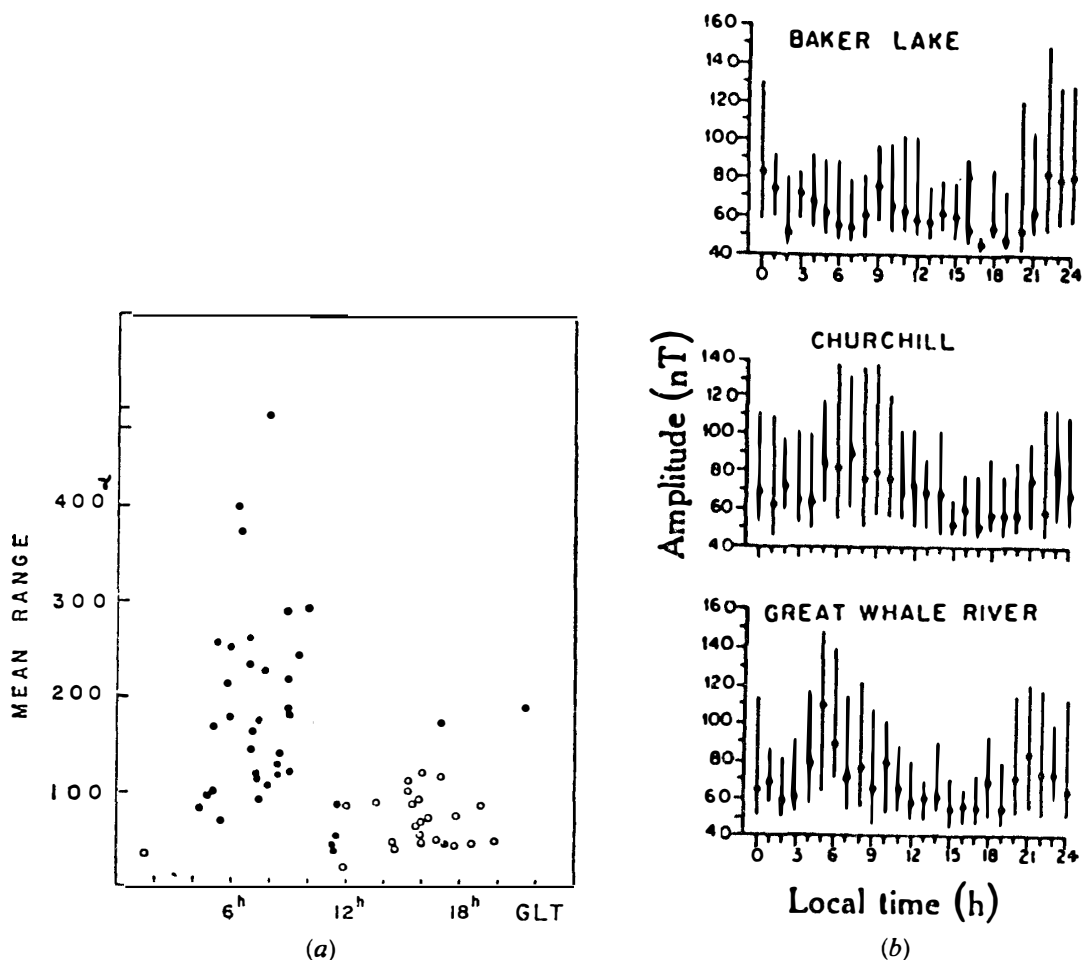 MEAN RANGE
400γ
300
200
100
6h
12h
18h
GLT
(a)
BAKER LAKE
160
140
120
100
80
60
40
0 3 6 9 12 15 18 21 24
Amplitude (nT)
CHURCHILL
140
120
100
80
60
40
GREAT WHALE RIVER
160
140
120
100
80
60
40
0 3 6 9 12 15 18 21 24
Local time (h)
(b)